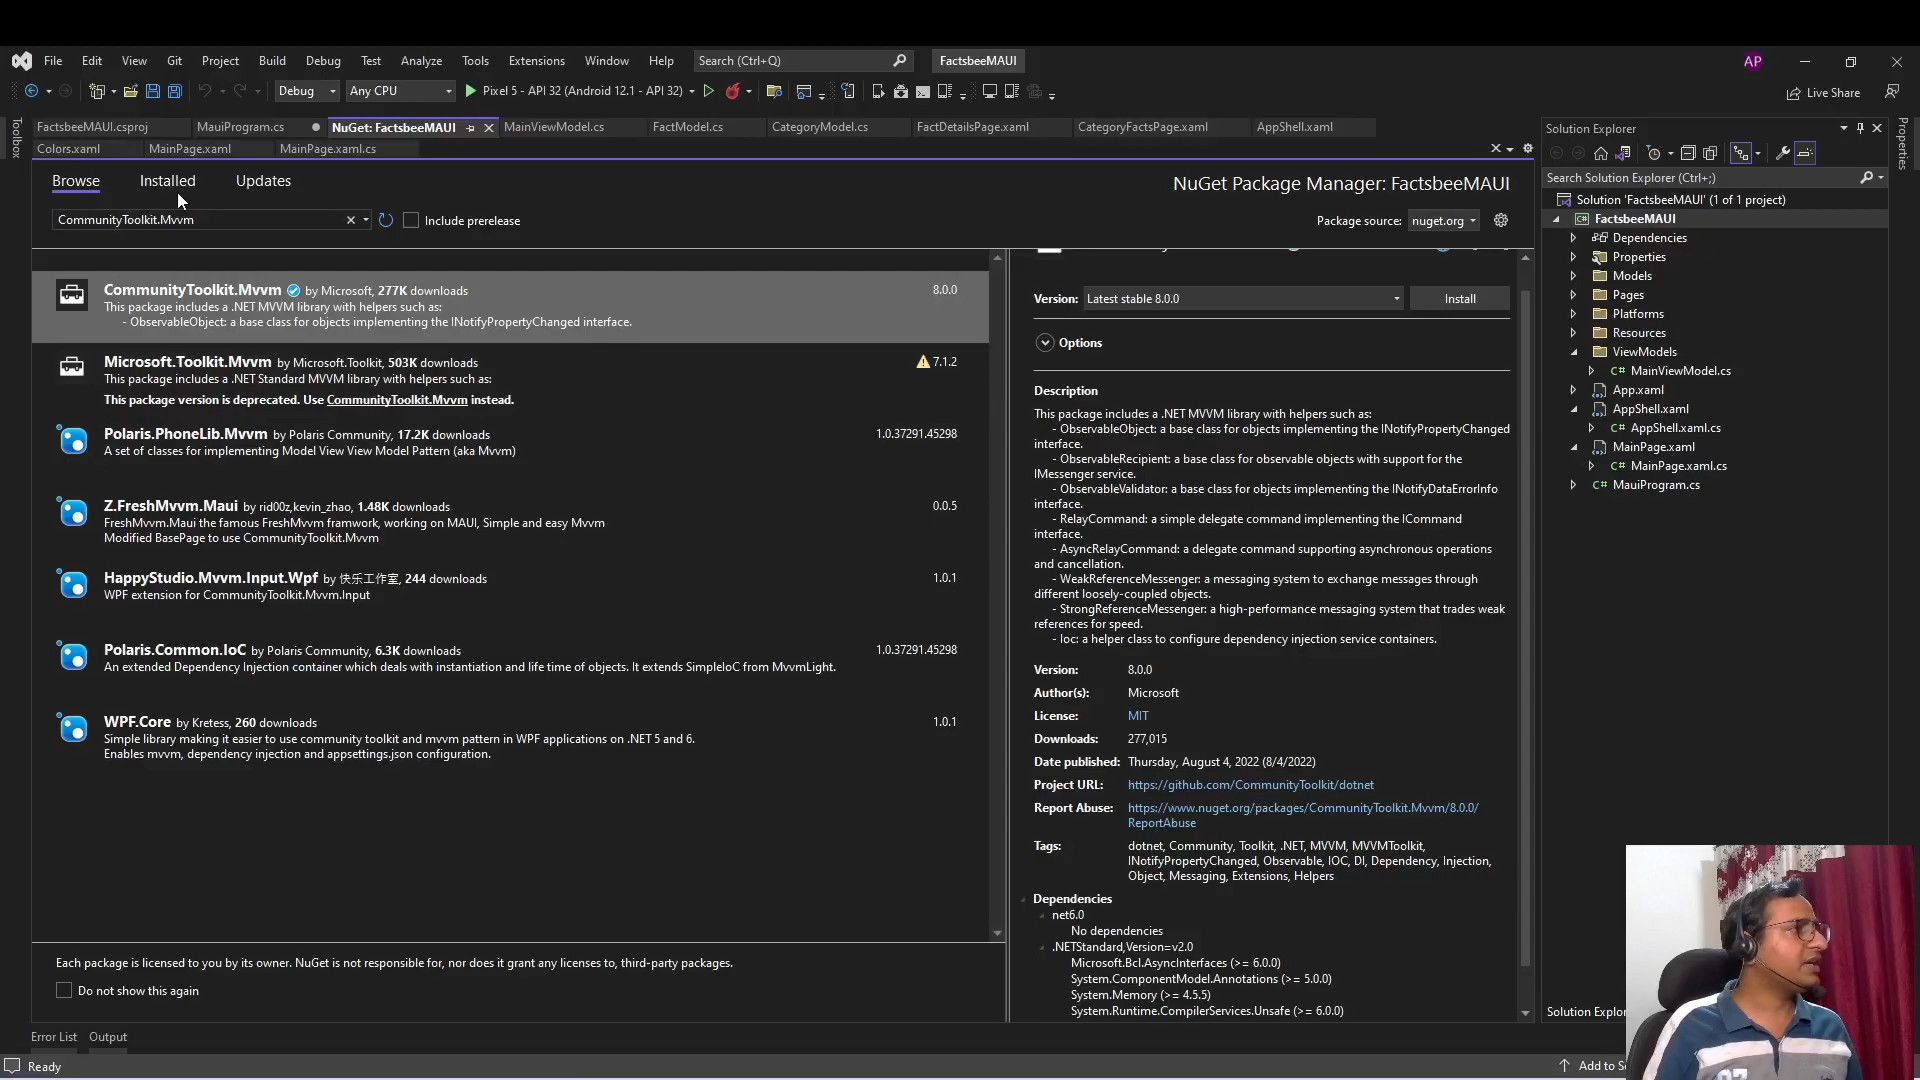 File Edit View Git Project Build Debug Test Analyze Tools Extensions Window Help Search (Ctrl+Q) FactsbeeMAUI AP
Debug Any CPU Pixel 5 - API 32 (Android 12.1 - API 32) Live Share
FactsbeeMAUI.csproj MauiProgram.cs NuGet: FactsbeeMAUI MainViewModel.cs FactModel.cs CategoryModel.cs FactDetailsPage.xaml CategoryFactsPage.xaml AppShell.xaml
Colors.xaml MainPage.xaml MainPage.xaml.cs
Toolbox
Browse Installed Updates
NuGet Package Manager: FactsbeeMAUI
CommunityToolkit.Mvvm Include prerelease
Package source: nuget.org
CommunityToolkit.Mvvm by Microsoft, 277K downloads 8.0.0
This package includes a .NET MVVM library with helpers such as:
- ObservableObject: a base class for objects implementing the INotifyPropertyChanged interface.
Microsoft.Toolkit.Mvvm by Microsoft.Toolkit, 503K downloads 7.1.2
This package includes a .NET Standard MVVM library with helpers such as:
This package version is deprecated. Use CommunityToolkit.Mvvm instead.
Polaris.PhoneLib.Mvvm by Polaris Community, 17.2K downloads 1.0.37291.45298
A set of classes for implementing Model View View Model Pattern (aka Mvvm)
Z.FreshMvvm.Maui by rid00z,kevin_zhao, 1.48K downloads 0.0.5
FreshMvvm.Maui the famous FreshMvvm framwork, working on MAUI, Simple and easy Mvvm
Modified BasePage to use CommunityToolkit.Mvvm
HappyStudio.Mvvm.Input.Wpf by 快乐工作室, 244 downloads 1.0.1
WPF extension for CommunityToolkit.Mvvm.Input
Polaris.Common.IoC by Polaris Community, 6.3K downloads 1.0.37291.45298
An extended Dependency Injection container which deals with instantiation and life time of objects. It extends SimpleIoC from MvvmLight.
WPF.Core by Kretess, 260 downloads 1.0.1
Simple library making it easier to use community toolkit and mvvm pattern in WPF applications on .NET 5 and 6.
Enables mvvm, dependency injection and appsettings.json configuration.
Each package is licensed to you by its owner. NuGet is not responsible for, nor does it grant any licenses to, third-party packages.
Do not show this again
Version: Latest stable 8.0.0 Install
Options
Description
This package includes a .NET MVVM library with helpers such as:
- ObservableObject: a base class for objects implementing the INotifyPropertyChanged
interface.
- ObservableRecipient: a base class for observable objects with support for the
IMessenger service.
- ObservableValidator: a base class for objects implementing the INotifyDataErrorInfo
interface.
- RelayCommand: a simple delegate command implementing the ICommand
interface.
- AsyncRelayCommand: a delegate command supporting asynchronous operations
and cancellation.
- WeakReferenceMessenger: a messaging system to exchange messages through
different loosely-coupled objects.
- StrongReferenceMessenger: a high-performance messaging system that trades weak
references for speed.
- Ioc: a helper class to configure dependency injection service containers.
Version: 8.0.0
Author(s): Microsoft
License: MIT
Downloads: 277,015
Date published: Thursday, August 4, 2022 (8/4/2022)
Project URL: https://github.com/CommunityToolkit/dotnet
Report Abuse: https://www.nuget.org/packages/CommunityToolkit.Mvvm/8.0.0/
ReportAbuse
Tags: dotnet, Community, Toolkit, .NET, MVVM, MVVMToolkit,
INotifyPropertyChanged, Observable, IOC, DI, Dependency, Injection,
Object, Messaging, Extensions, Helpers
Dependencies
net6.0
No dependencies
.NETStandard,Version=v2.0
Microsoft.Bcl.AsyncInterfaces (>= 6.0.0)
System.ComponentModel.Annotations (>= 5.0.0)
System.Memory (>= 4.5.5)
System.Runtime.CompilerServices.Unsafe (>= 6.0.0)
Solution Explorer
Search Solution Explorer (Ctrl+;)
Solution 'FactsbeeMAUI' (1 of 1 project)
FactsbeeMAUI
Dependencies
Properties
Models
Pages
Platforms
Resources
ViewModels
C# MainViewModel.cs
App.xaml
AppShell.xaml
C# AppShell.xaml.cs
MainPage.xaml
C# MainPage.xaml.cs
C# MauiProgram.cs
Solution Explor
Properties
Error List Output
Ready
Add to S